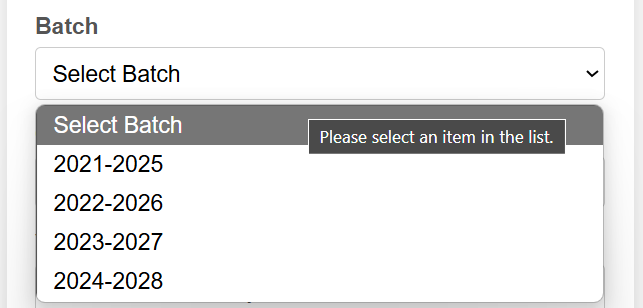 Batch
Select Batch
Select Batch
Please select an item in the list.
2021-2025
2022-2026
2023-2027
2024-2028